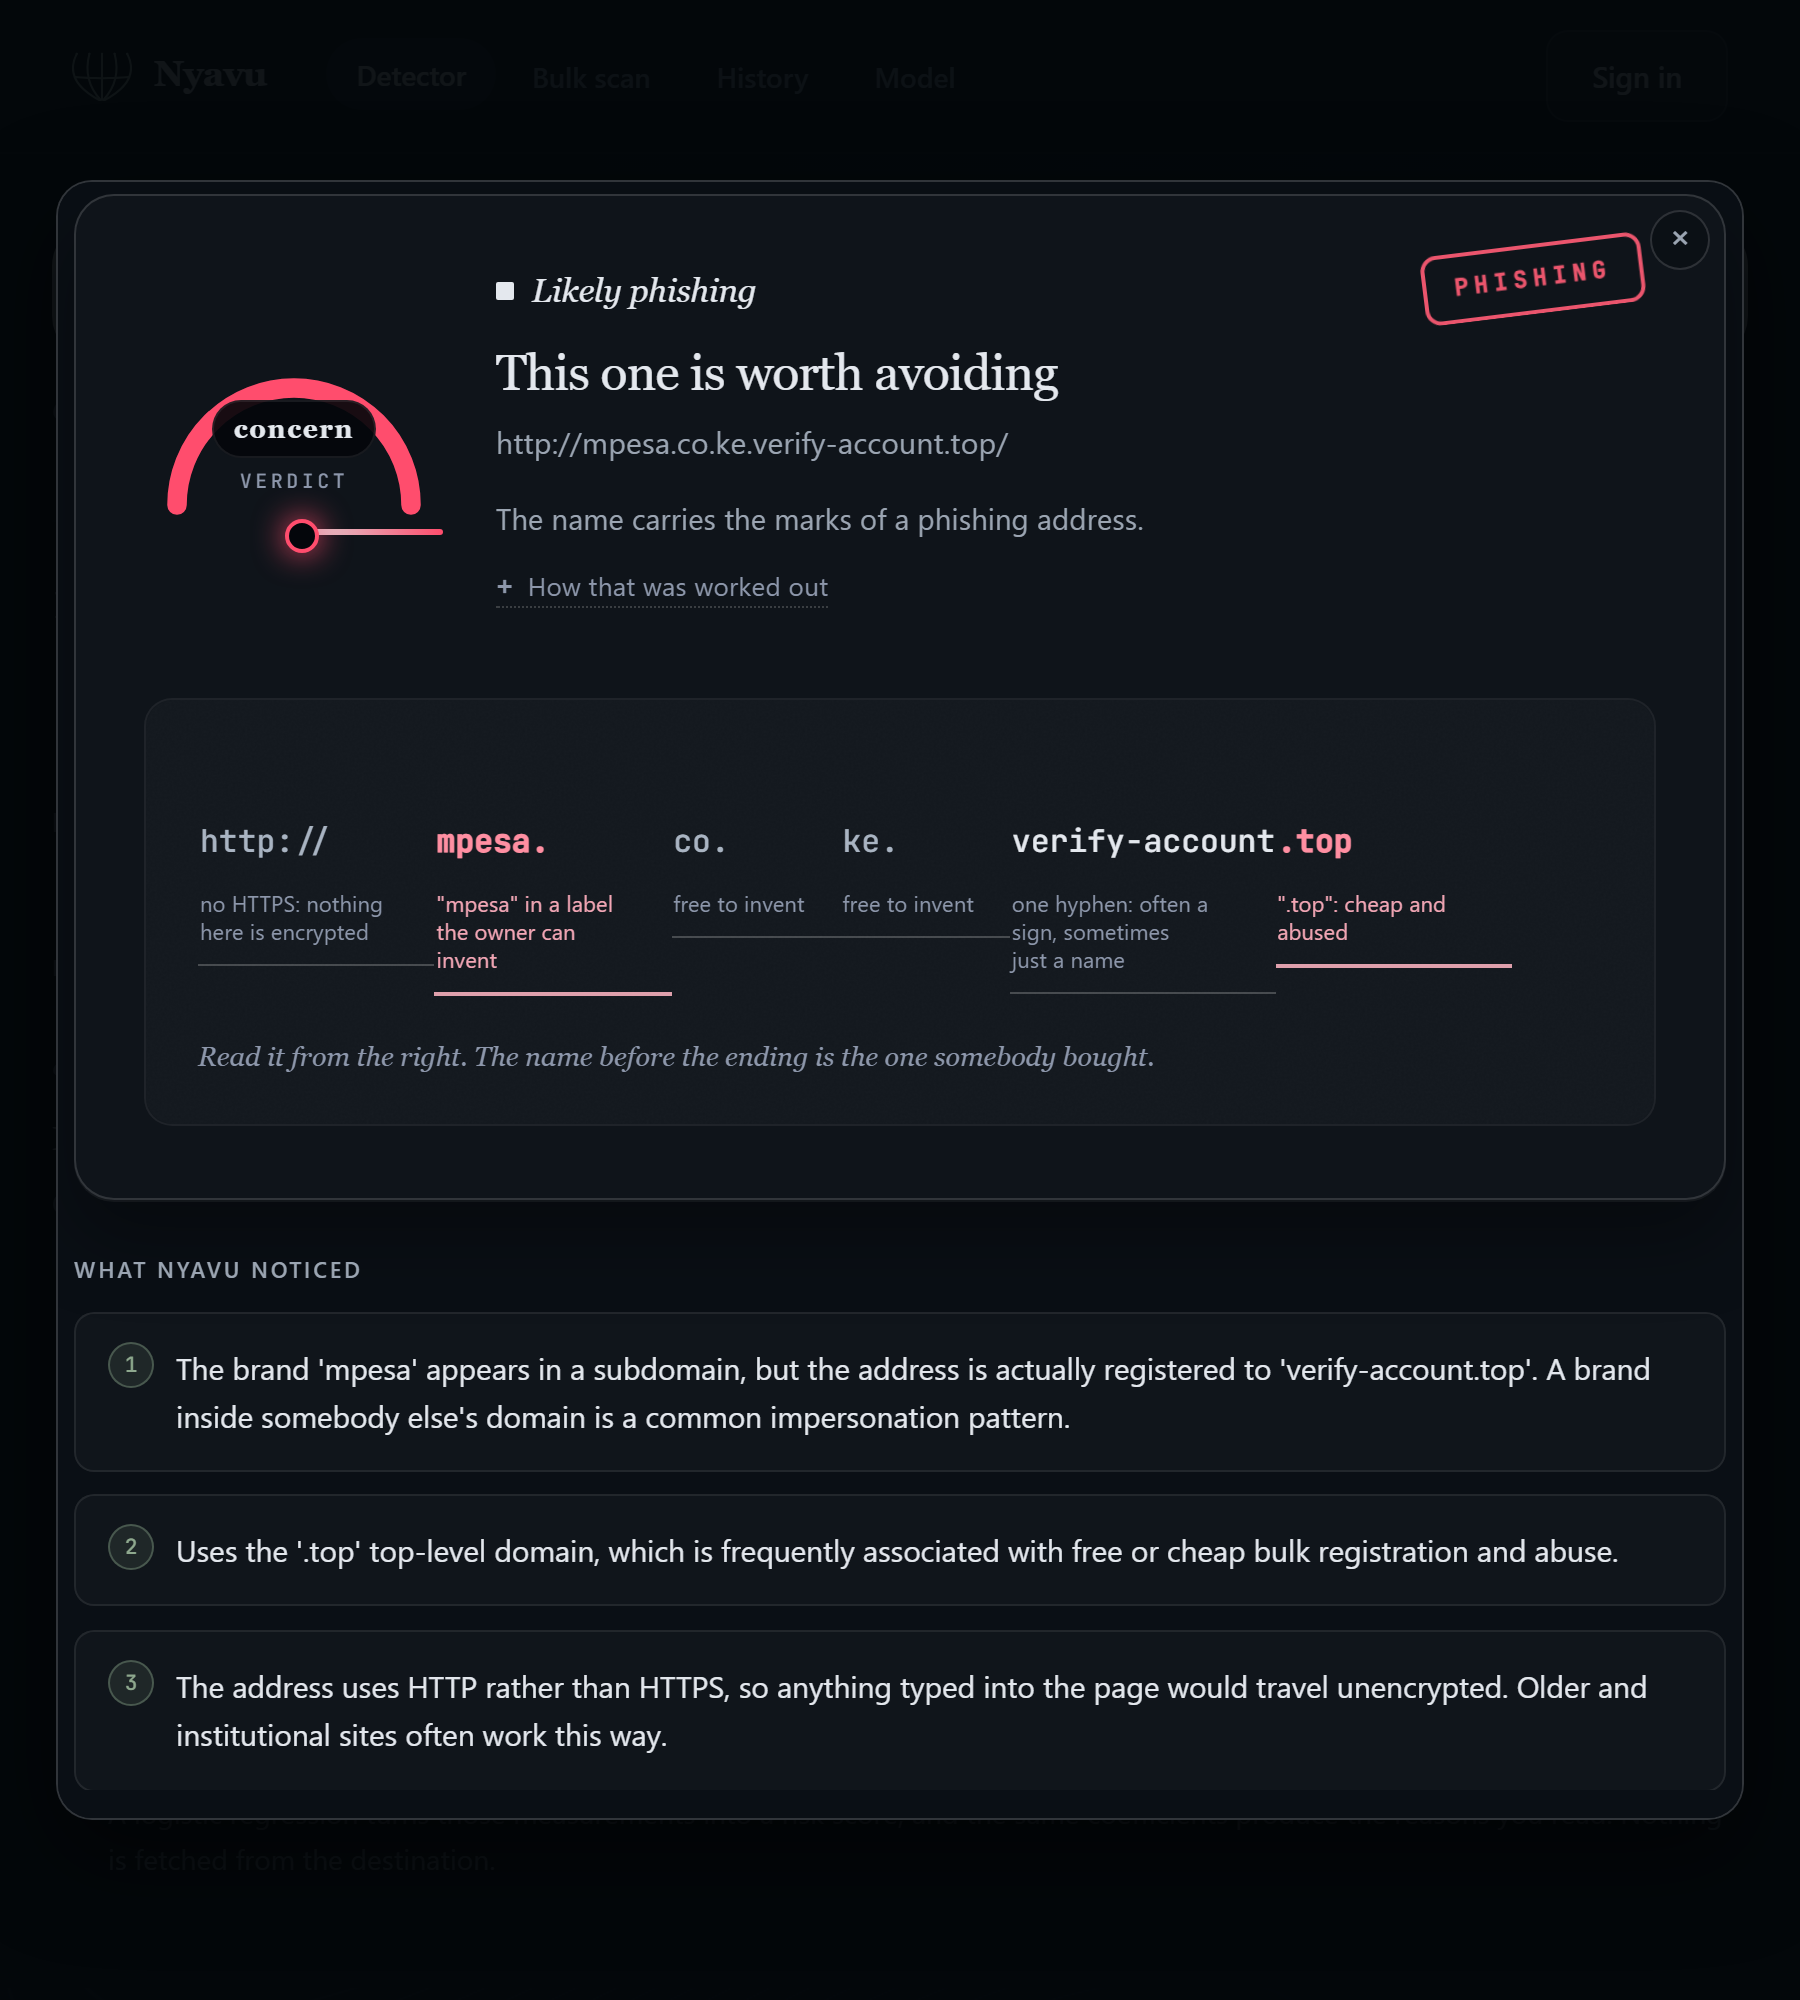 Nyavu
Detector
Bulk scan
History
Model
Sign in
×
PHISHING
Likely phishing
This one is worth avoiding
http://mpesa.co.ke.verify-account.top/
concern
VERDICT
The name carries the marks of a phishing address.
+ How that was worked out
http:// mpesa. co. ke. verify-account.top
no HTTPS: nothing
here is encrypted
"mpesa" in a label
the owner can
invent
free to invent
free to invent
one hyphen: often a
sign, sometimes
just a name
".top": cheap and
abused
Read it from the right. The name before the ending is the one somebody bought.
WHAT NYAVU NOTICED
1
The brand 'mpesa' appears in a subdomain, but the address is actually registered to 'verify-account.top'. A brand
inside somebody else's domain is a common impersonation pattern.
2
Uses the '.top' top-level domain, which is frequently associated with free or cheap bulk registration and abuse.
3
The address uses HTTP rather than HTTPS, so anything typed into the page would travel unencrypted. Older and
institutional sites often work this way.
is fetched from the destination.